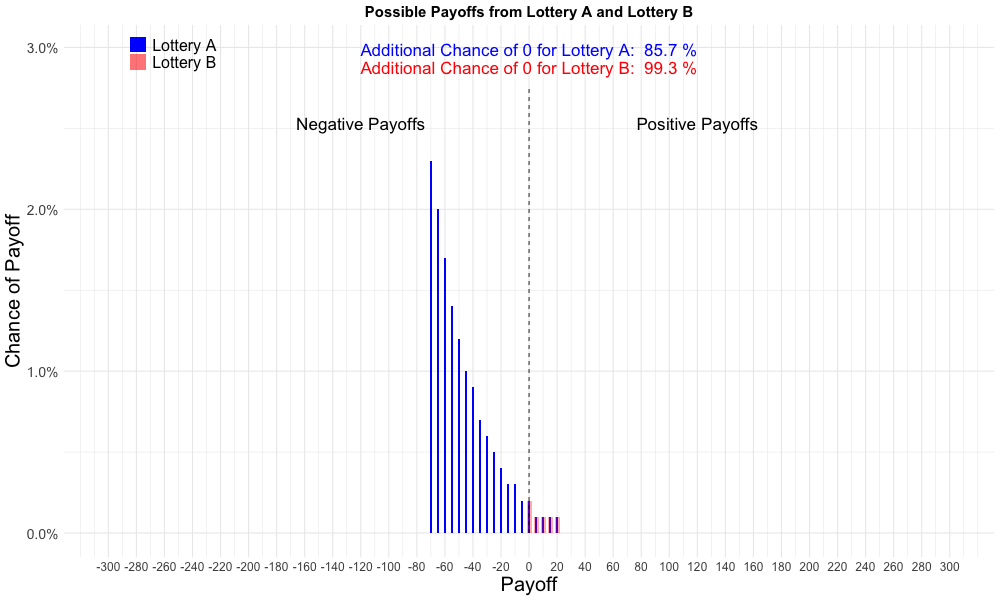 Possible Payoffs from Lottery A and Lottery B
Lottery A
Lottery B
Additional Chance of 0 for Lottery A: 85.7 %
Additional Chance of 0 for Lottery B: 99.3 %
Negative Payoffs
Positive Payoffs
Chance of Payoff
3.0%
2.0%
1.0%
0.0%
-300 -280 -260 -240 -220 -200 -180 -160 -140 -120 -100 -80 -60 -40 -20 0 20 40 60 80 100 120 140 160 180 200 220 240 260 280 300
Payoff